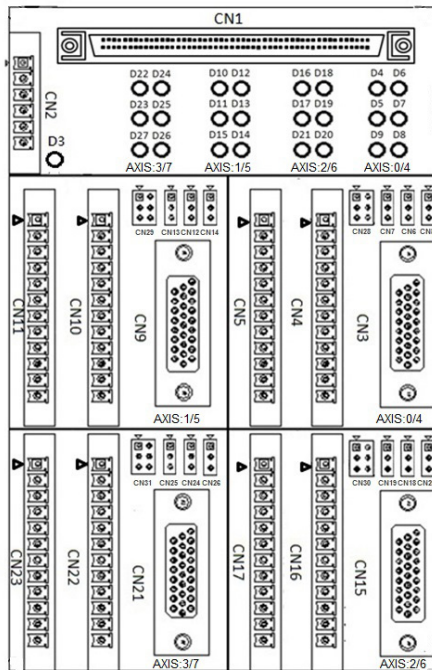 CN1
CN2
D3
D22 D24
D10 D12
D16 D18
D4 D6
D23 D25
D11 D13
D17 D19
D5 D7
D27 D26
D15 D14
D21 D20
D9 D8
AXIS:3/7
AXIS:1/5
AXIS:2/6
AXIS:0/4
CN29
CN13
CN12
CN14
CN11
CN10
CN9
AXIS:1/5
CN28
CN7
CN6
CN5
CN4
CN3
AXIS:0/4
CN31
CN25
CN24
CN26
CN23
CN22
CN21
AXIS:3/7
CN30
CN19
CN18
CN17
CN16
CN15
AXIS:2/6